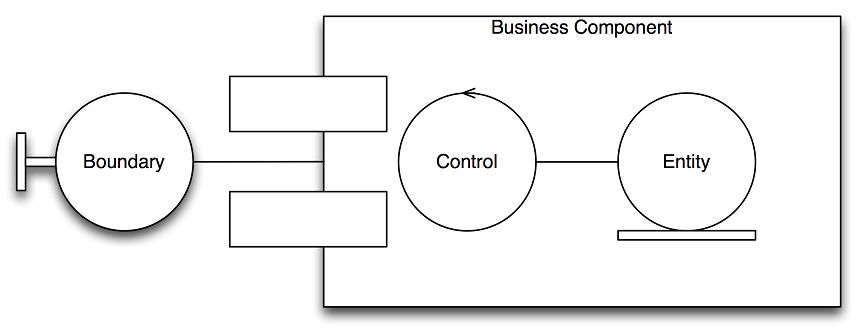 Business Component
Boundary
Control
Entity